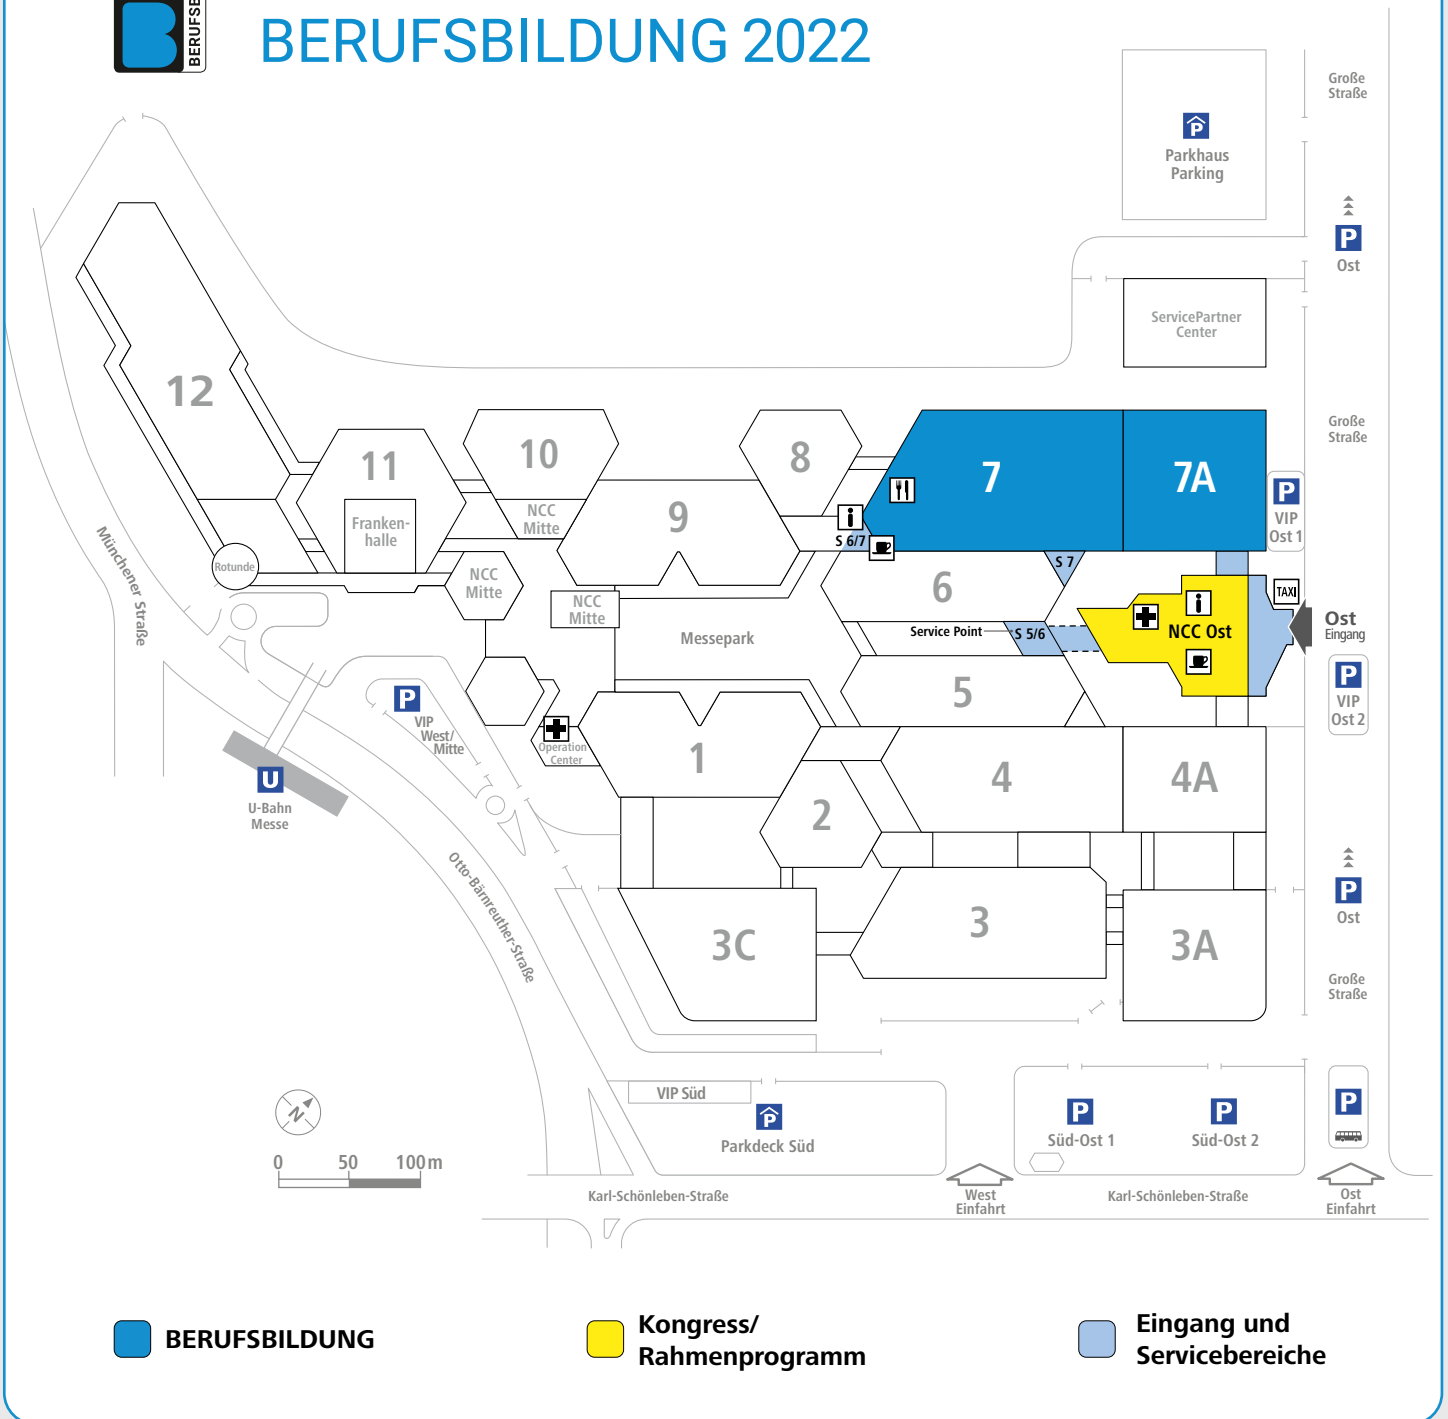 BERUFSBILDUNG 2022
Große
Straße
P
Parkhaus
Parking
P
Ost
ServicePartner
Center
12
11
10
8
7
7A
Große
Straße
Franken-
halle
NCC
Mitte
9
i
S 6/7
P
VIP
Ost 1
Rotunde
NCC
Mitte
NCC
Mitte
6
S 7
TAXI
i
NCC Ost
Ost
Eingang
Münchener Straße
Messepark
Service Point
S 5/6
5
P
VIP
Ost 2
P
VIP
West/
Mitte
Operation
Center
1
4
4A
U
U-Bahn
Messe
2
Otto-Bärnreuther-Straße
3C
3
3A
P
Ost
Große
Straße
N
0 50 100 m
VIP Süd
P
Parkdeck Süd
P
Süd-Ost 1
P
Süd-Ost 2
P
Karl-Schönleben-Straße
West
Einfahrt
Karl-Schönleben-Straße
Ost
Einfahrt
BERUFSBILDUNG
Kongress/
Rahmenprogramm
Eingang und
Servicebereiche